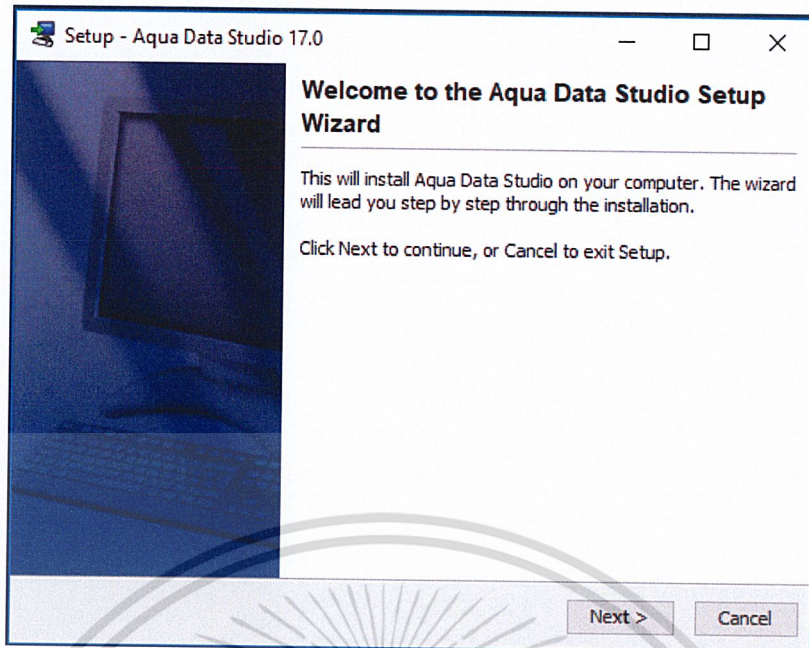 Setup - Aqua Data Studio 17.0
Welcome to the Aqua Data Studio Setup
Wizard
This will install Aqua Data Studio on your computer. The wizard
will lead you step by step through the installation.
Click Next to continue, or Cancel to exit Setup.
Next >
Cancel